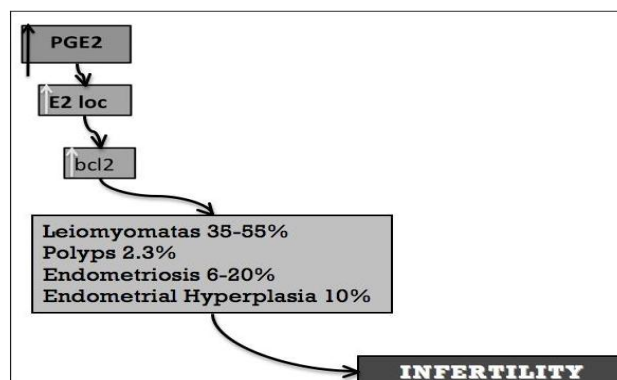 PGE2
E2 loc
bcl2
Leiomyomatas 35-55%
Polyps 2.3%
Endometriosis 6-20%
Endometrial Hyperplasia 10%
INFERTILITY